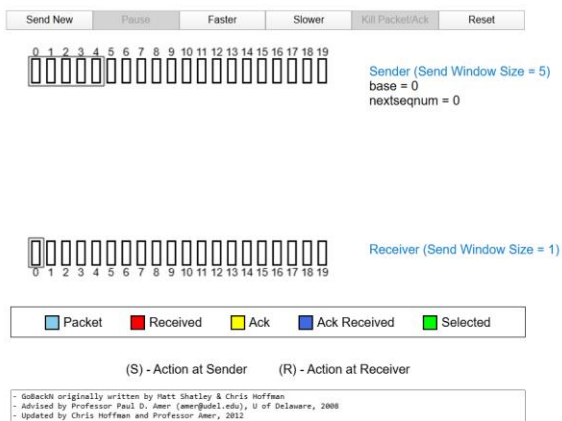 Send New Pause Faster Slower Kill Packet/Ack Reset
0 1 2 3 4 5 6 7 8 9 10 11 12 13 14 15 16 17 18 19
Sender (Send Window Size = 5)
base = 0
nextseqnum = 0
Receiver (Send Window Size = 1)
0 1 2 3 4 5 6 7 8 9 10 11 12 13 14 15 16 17 18 19
Packet Received Ack Ack Received Selected
(S) - Action at Sender (R) - Action at Receiver
- GoBackN originally written by Matt Shatley & Chris Hoffman
- Advised by Professor Paul D. Amer (amer@udel.edu), U of Delaware, 2008
- Updated by Chris Hoffman and Professor Amer, 2012